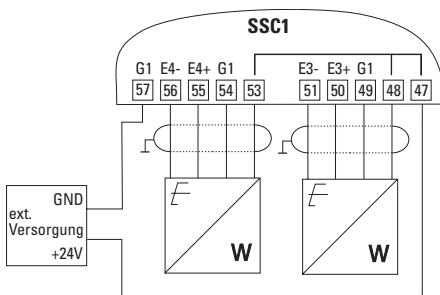 SSC1
G1 E4- E4+ G1 E3- E3+ G1
57 56 55 54 53 51 50 49 48 47
GND
ext.
Versorgung
+24V
E
W
E
W